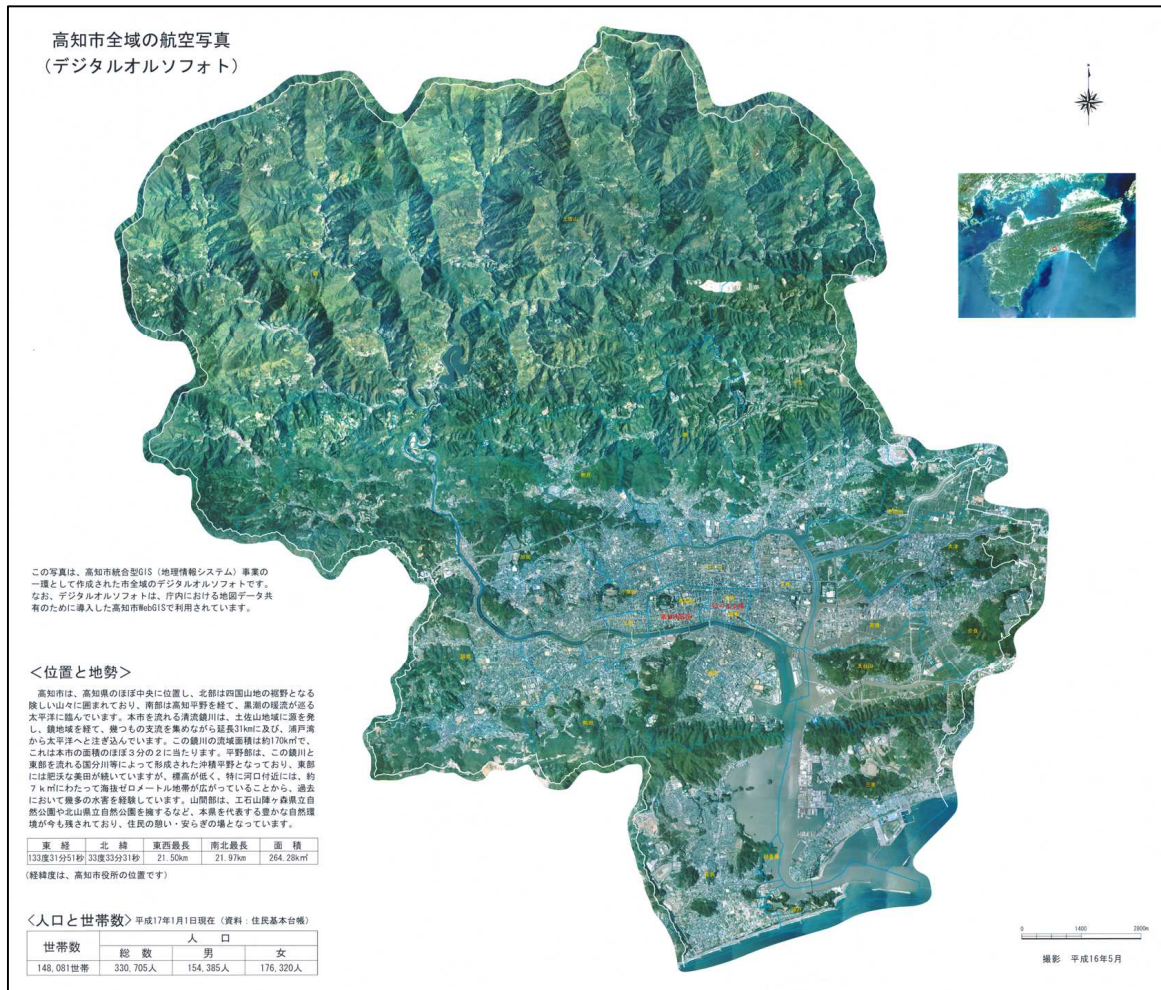 高知市全域の航空写真
(デジタルオルソフォト)
この写真は、高知市統合型GIS（地理情報システム）事業の
一環として作成された市全域のデジタルオルソフォトです。
なお、デジタルオルソフォトは、庁内における地図データ共
有のために導入した高知市WebGISで利用されています。
＜位置と地勢＞
高知市は、高知県のほぼ中央に位置し、北部は四国山地の裾野となる
険しい山々に囲まれており、南部は高知平野を経て、黒潮の暖流が巡る
太平洋に臨んでいます。本市を流れる清流鏡川は、土佐山地域に源を発
し、鏡地域を経て、幾つもの支流を集めながら延長31kmに及び、浦戸湾
から太平洋へと注ぎ込んでいます。この鏡川の流域面積は約170k㎡で、
これは本市の面積のほぼ３分の２に当たります。平野部は、この鏡川と
東部を流れる国分川等によって形成された沖積平野となっており、東部
には肥沃な美田が続いていますが、標高が低く、特に河口付近には、約
７k㎡にわたって海抜ゼロメートル地帯が広がっていることから、過去
において幾多の水害を経験しています。山間部は、工石山陣ヶ森県立自
然公園や北山県立自然公園を擁するなど、本県を代表する豊かな自然環
境が今も残されており、住民の憩い・安らぎの場となっています。
東経 北緯 東西最長 南北最長 面積
133度31分51秒 33度33分31秒 21.50km 21.97km 264.28k㎡
(経緯度は、高知市役所の位置です)
＜人口と世帯数＞ 平成17年1月1日現在（資料：住民基本台帳）
世帯数 人口
総数 男 女
148,081世帯 330,705人 154,385人 176,320人
土佐山
鏡
五台山
三里
0 1400 2800m
撮影 平成16年5月